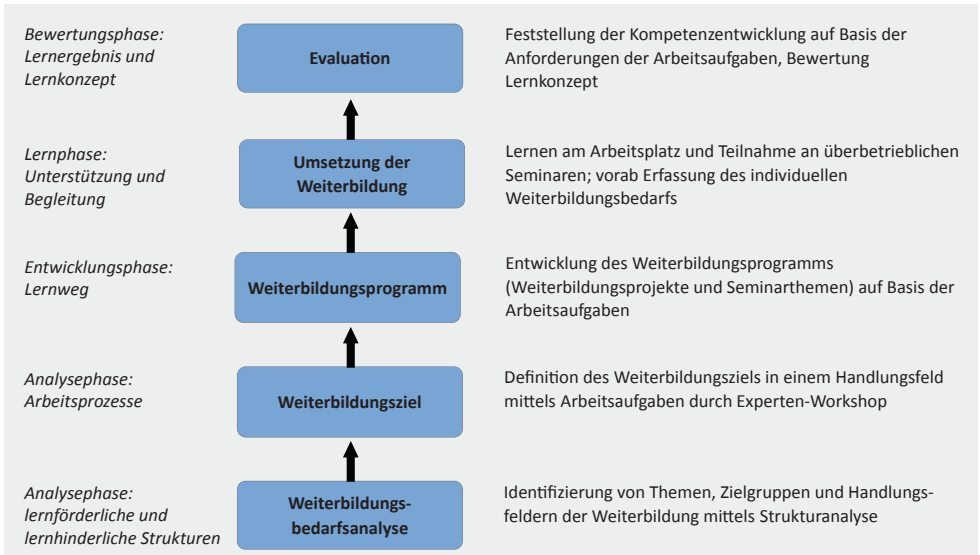 Bewertungsphase:
Lernergebnis und
Lernkonzept
Evaluation
Feststellung der Kompetenzentwicklung auf Basis der
Anforderungen der Arbeitsaufgaben, Bewertung
Lernkonzept
Lernphase:
Unterstützung und
Begleitung
Umsetzung der
Weiterbildung
Lernen am Arbeitsplatz und Teilnahme an überbetrieblichen
Seminaren; vorab Erfassung des individuellen
Weiterbildungsbedarfs
Entwicklungsphase:
Lernweg
Weiterbildungsprogramm
Entwicklung des Weiterbildungsprogramms
(Weiterbildungsprojekte und Seminarthemen) auf Basis der
Arbeitsaufgaben
Analysephase:
Arbeitsprozesse
Weiterbildungsziel
Definition des Weiterbildungsziels in einem Handlungsfeld
mittels Arbeitsaufgaben durch Experten-Workshop
Analysephase:
lernförderliche und
lernhinderliche Strukturen
Weiterbildungs-
bedarfsanalyse
Identifizierung von Themen, Zielgruppen und Handlungs-
feldern der Weiterbildung mittels Strukturanalyse